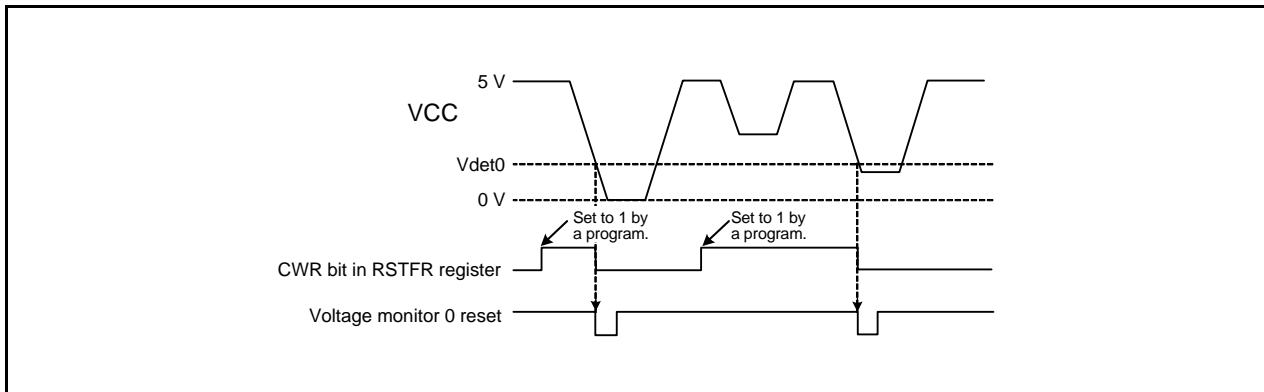 5 V
VCC
Vdet0
0 V
Set to 1 by
a program.
Set to 1 by
a program.
CWR bit in RSTFR register
Voltage monitor 0 reset